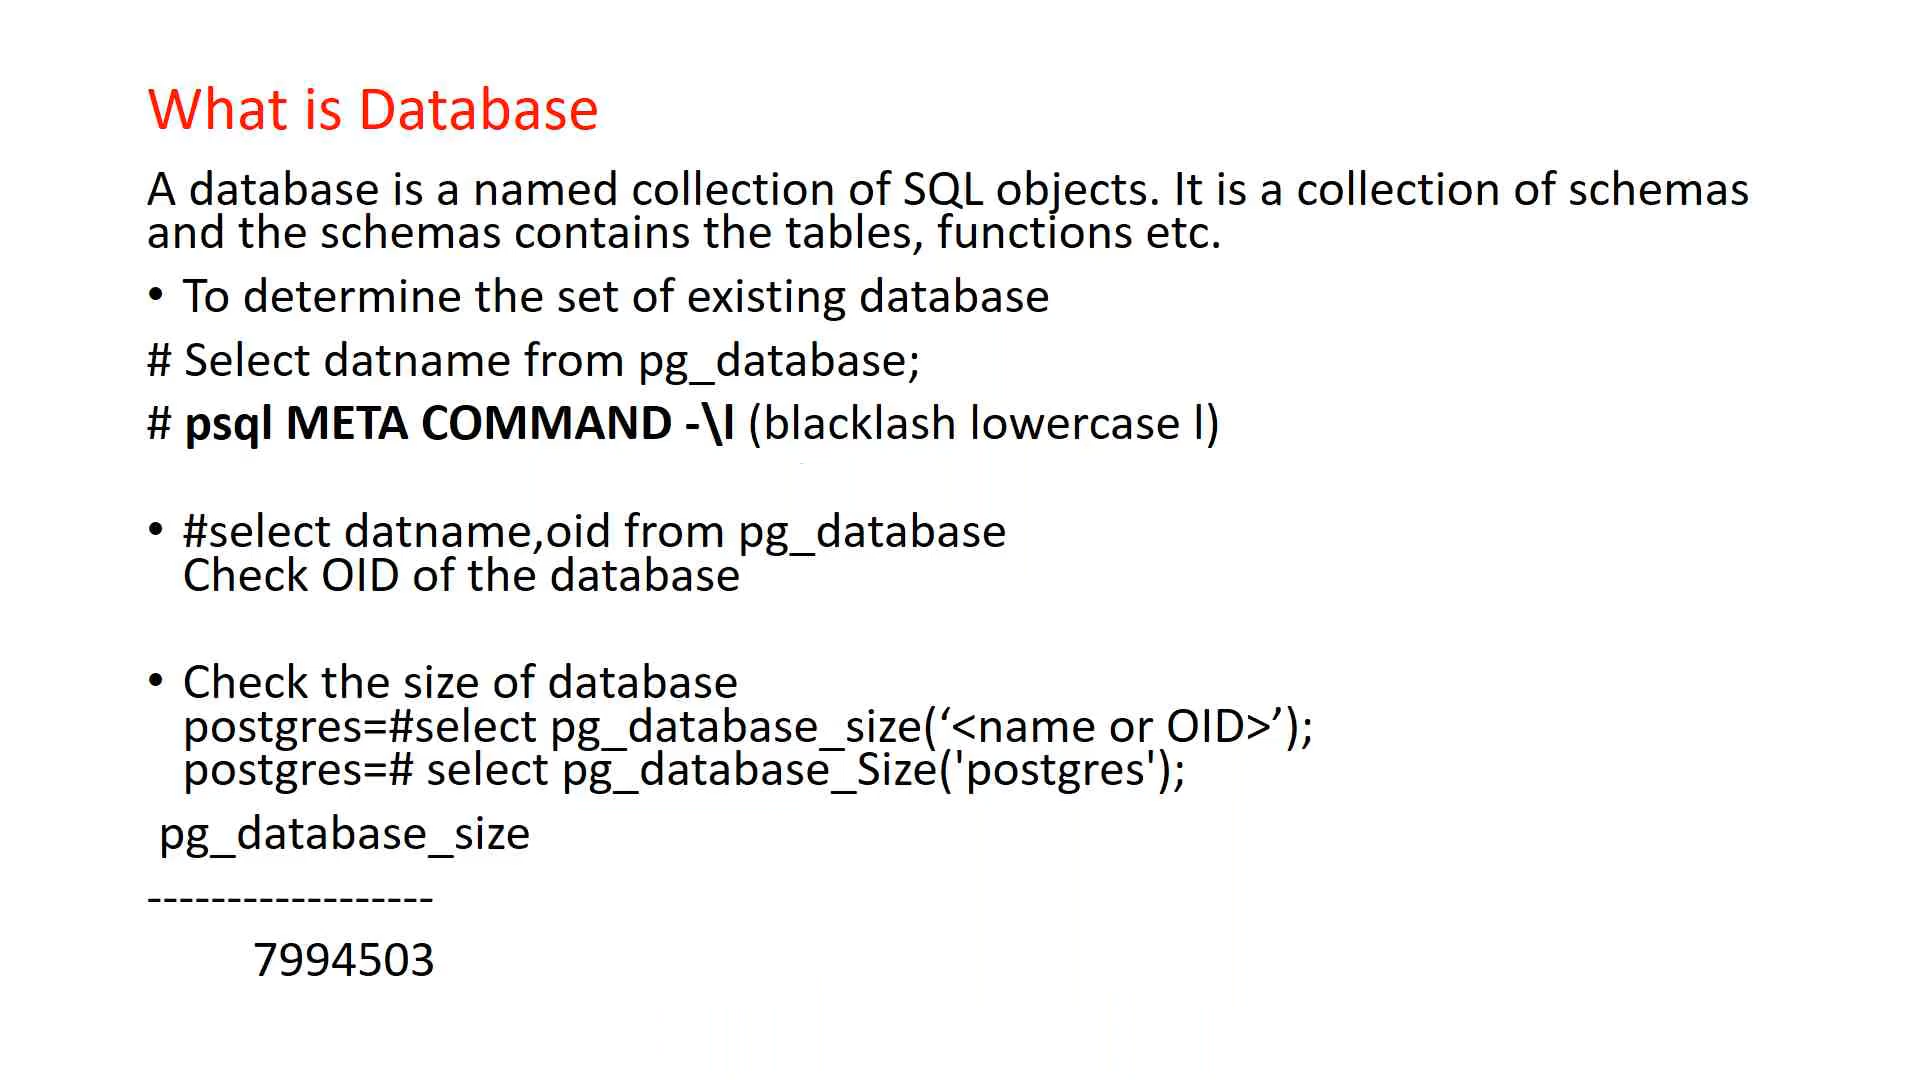 What is Database
A database is a named collection of SQL objects. It is a collection of schemas
and the schemas contains the tables, functions etc.
• To determine the set of existing database
# Select datname from pg_database;
# psql META COMMAND -\l (blacklash lowercase l)
• #select datname,oid from pg_database
Check OID of the database
• Check the size of database
postgres=#select pg_database_size(‘<name or OID>’);
postgres=# select pg_database_Size('postgres');
pg_database_size
------------------
7994503